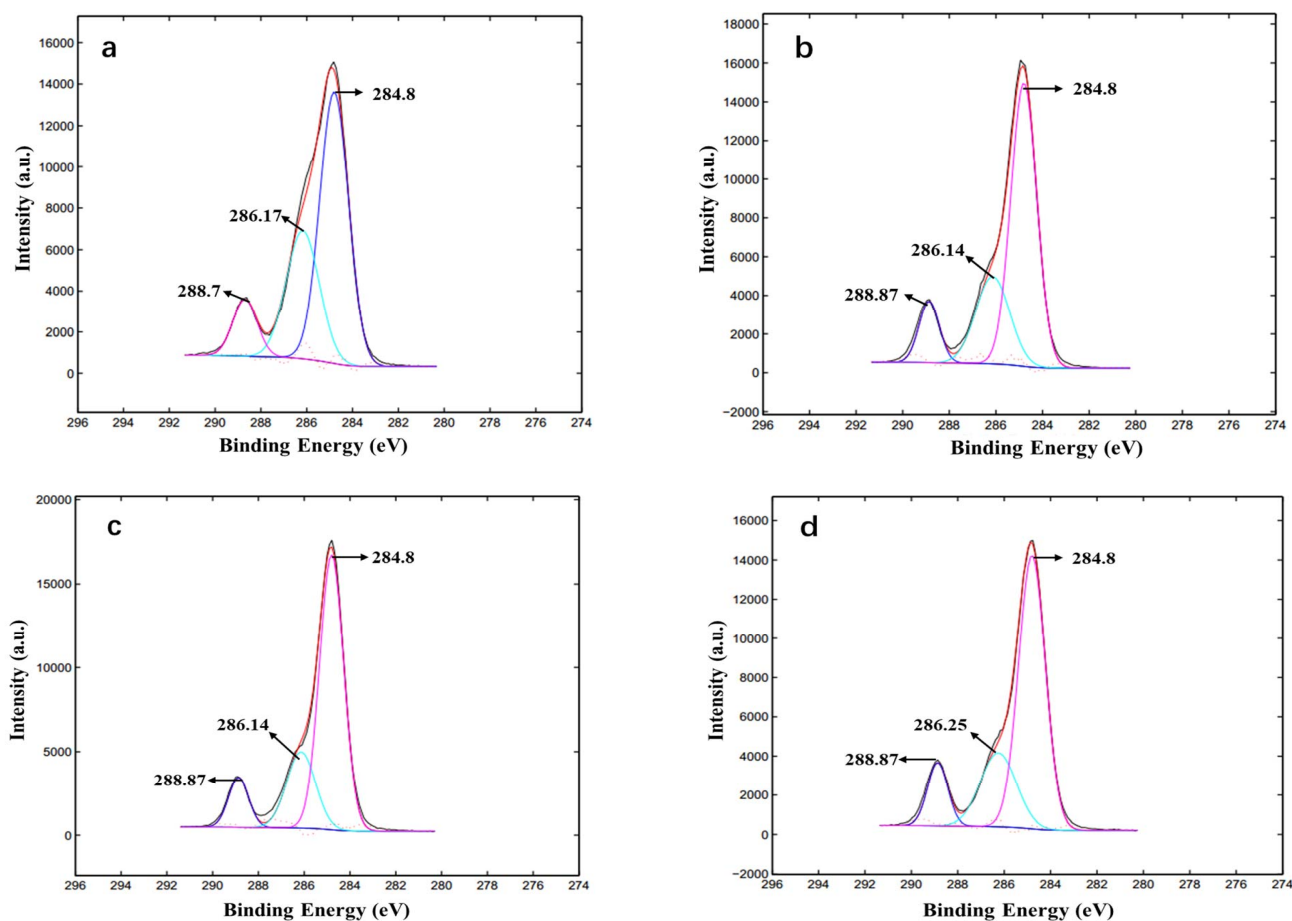 a
16000
14000
12000
10000
8000
6000
4000
2000
0
284.8
286.17
288.7
Intensity (a.u.)
296 294 292 290 288 286 284 282 280 278 276 274
Binding Energy (eV)
b
18000
16000
14000
12000
10000
8000
6000
4000
2000
0
−2000
284.8
286.14
288.87
Intensity (a.u.)
296 294 292 290 288 286 284 282 280 278 276 274
Binding Energy (eV)
c
20000
15000
10000
5000
0
284.8
286.14
288.87
Intensity (a.u.)
296 294 292 290 288 286 284 282 280 278 276 274
Binding Energy (eV)
d
16000
14000
12000
10000
8000
6000
4000
2000
0
−2000
284.8
286.25
288.87
Intensity (a.u.)
296 294 292 290 288 286 284 282 280 278 276 274
Binding Energy (eV)